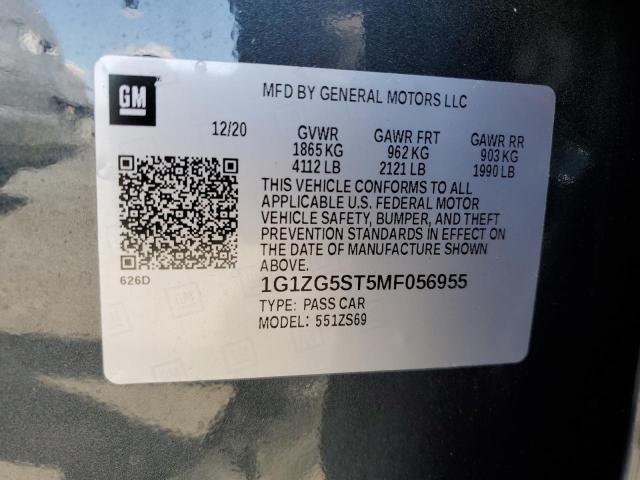 GM
MFD BY GENERAL MOTORS LLC
12/20 GVWR GAWR FRT GAWR RR
1865 KG 962 KG 903 KG
4112 LB 2121 LB 1990 LB
THIS VEHICLE CONFORMS TO ALL
APPLICABLE U.S. FEDERAL MOTOR
VEHICLE SAFETY, BUMPER, AND THEFT
PREVENTION STANDARDS IN EFFECT ON
THE DATE OF MANUFACTURE SHOWN
ABOVE.
626D
1G1ZG5ST5MF056955
TYPE: PASS CAR
MODEL: 551ZS69